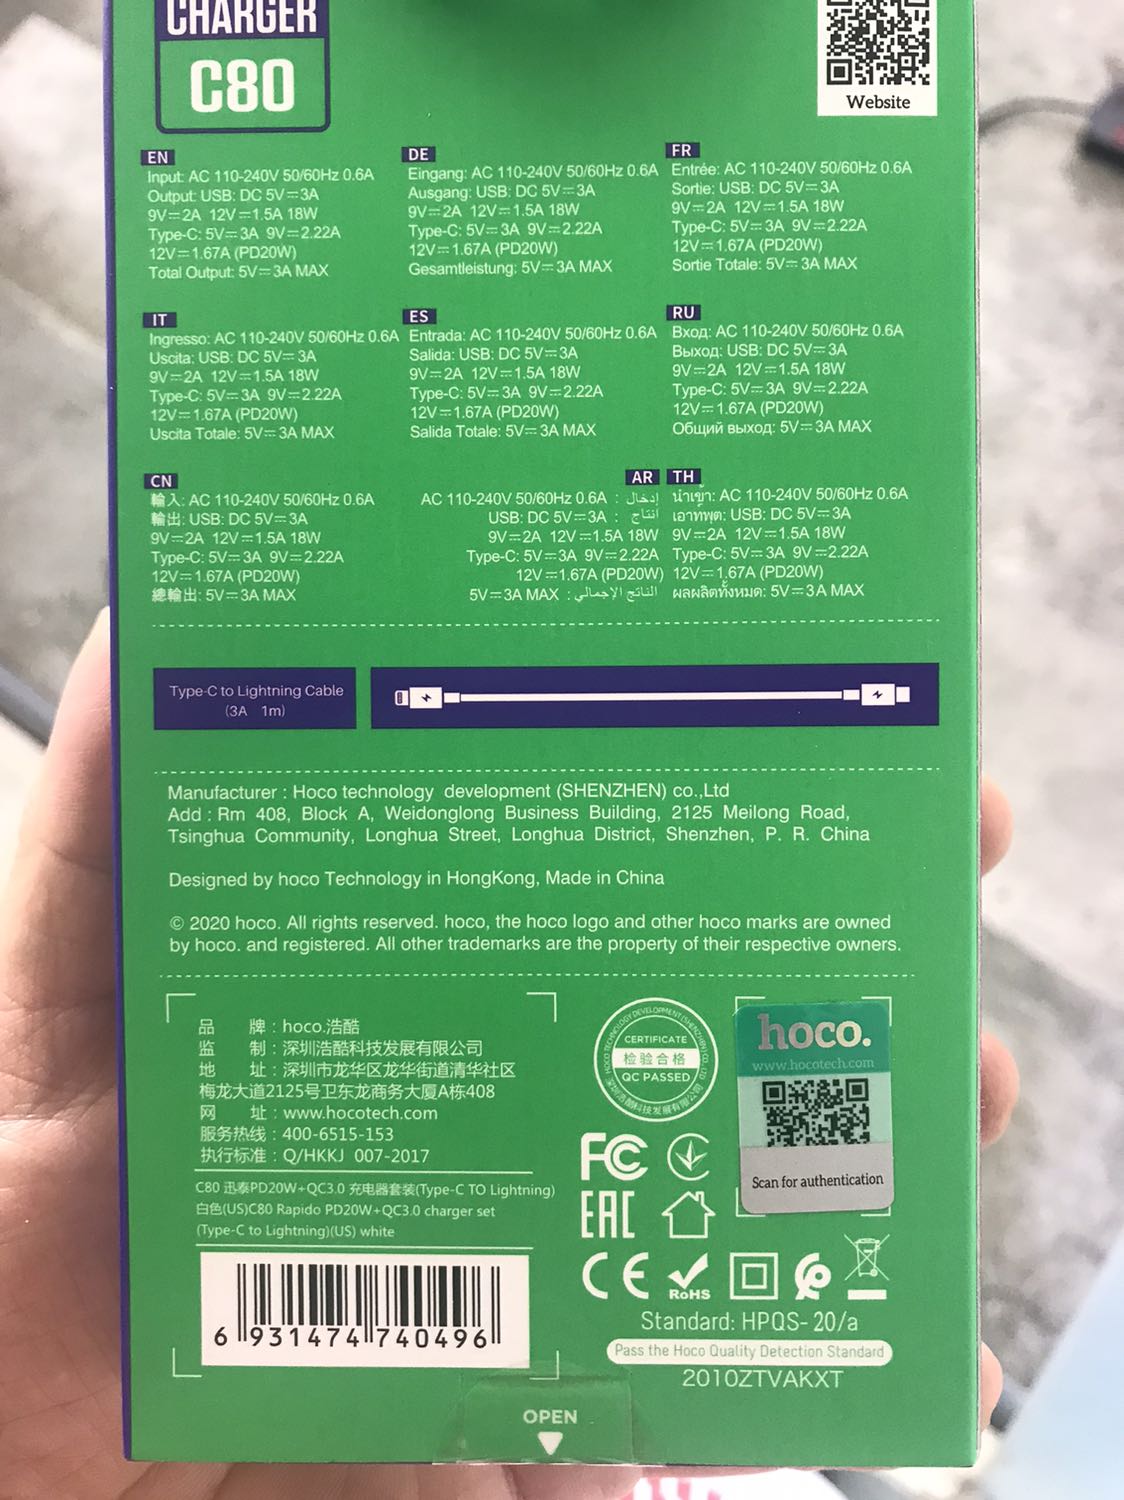 CHARGER
C80
Website
EN
Input: AC 110-240V 50/60Hz 0.6A
Output: USB: DC 5V⎓3A
9V⎓2A 12V⎓1.5A 18W
Type-C: 5V⎓3A 9V⎓2.22A
12V⎓1.67A (PD20W)
Total Output: 5V⎓3A MAX
DE
Eingang: AC 110-240V 50/60Hz 0.6A
Ausgang: USB: DC 5V⎓3A
9V⎓2A 12V⎓1.5A 18W
Type-C: 5V⎓3A 9V⎓2.22A
12V⎓1.67A (PD20W)
Gesamtleistung: 5V⎓3A MAX
FR
Entrée: AC 110-240V 50/60Hz 0.6A
Sortie: USB: DC 5V⎓3A
9V⎓2A 12V⎓1.5A 18W
Type-C: 5V⎓3A 9V⎓2.22A
12V⎓1.67A (PD20W)
Sortie Totale: 5V⎓3A MAX
IT
Ingresso: AC 110-240V 50/60Hz 0.6A
Uscita: USB: DC 5V⎓3A
9V⎓2A 12V⎓1.5A 18W
Type-C: 5V⎓3A 9V⎓2.22A
12V⎓1.67A (PD20W)
Uscita Totale: 5V⎓3A MAX
ES
Entrada: AC 110-240V 50/60Hz 0.6A
Salida: USB: DC 5V⎓3A
9V⎓2A 12V⎓1.5A 18W
Type-C: 5V⎓3A 9V⎓2.22A
12V⎓1.67A (PD20W)
Salida Totale: 5V⎓3A MAX
RU
Вход: AC 110-240V 50/60Hz 0.6A
Выход: USB: DC 5V⎓3A
9V⎓2A 12V⎓1.5A 18W
Type-C: 5V⎓3A 9V⎓2.22A
12V⎓1.67A (PD20W)
Общий выход: 5V⎓3A MAX
CN
輸入: AC 110-240V 50/60Hz 0.6A
輸出: USB: DC 5V⎓3A
9V⎓2A 12V⎓1.5A 18W
Type-C: 5V⎓3A 9V⎓2.22A
12V⎓1.67A (PD20W)
總輸出: 5V⎓3A MAX
AR
إدخال : AC 110-240V 50/60Hz 0.6A
أنتاج : USB: DC 5V⎓3A
9V⎓2A 12V⎓1.5A 18W
Type-C: 5V⎓3A 9V⎓2.22A
12V⎓1.67A (PD20W)
الناتج الإجمالي : 5V⎓3A MAX
TH
นำเข้า: AC 110-240V 50/60Hz 0.6A
เอาท์พุต: USB: DC 5V⎓3A
9V⎓2A 12V⎓1.5A 18W
Type-C: 5V⎓3A 9V⎓2.22A
12V⎓1.67A (PD20W)
ผลผลิตทั้งหมด: 5V⎓3A MAX
Type-C to Lightning Cable
(3A 1m)
Manufacturer : Hoco technology development (SHENZHEN) co.,Ltd
Add : Rm 408, Block A, Weidonglong Business Building, 2125 Meilong Road,
Tsinghua Community, Longhua Street, Longhua District, Shenzhen, P. R. China
Designed by hoco Technology in HongKong, Made in China
© 2020 hoco. All rights reserved. hoco, the hoco logo and other hoco marks are owned
by hoco. and registered. All other trademarks are the property of their respective owners.
品 牌 : hoco.浩酷
监 制 : 深圳浩酷科技发展有限公司
地 址 : 深圳市龙华区龙华街道清华社区
梅龙大道2125号卫东龙商务大厦A栋408
网 址 : www.hocotech.com
服务热线 : 400-6515-153
执行标准 : Q/HKKJ 007-2017
C80 迅泰PD20W+QC3.0 充电器套装(Type-C TO Lightning)
白色(US)C80 Rapido PD20W+QC3.0 charger set
(Type-C to Lightning)(US) white
6 931474 740496
HOCO TECHNOLOGY DEVELOPMENT (SHENZHEN) CO., LTD
CERTIFICATE
检验合格
QC PASSED
深圳浩酷科技发展有限公司
hoco.
www.hocotech.com
Scan for authentication
FC
EAC
CE
RoHS
Standard: HPQS- 20/a
Pass the Hoco Quality Detection Standard
2010ZTVAKXT
OPEN